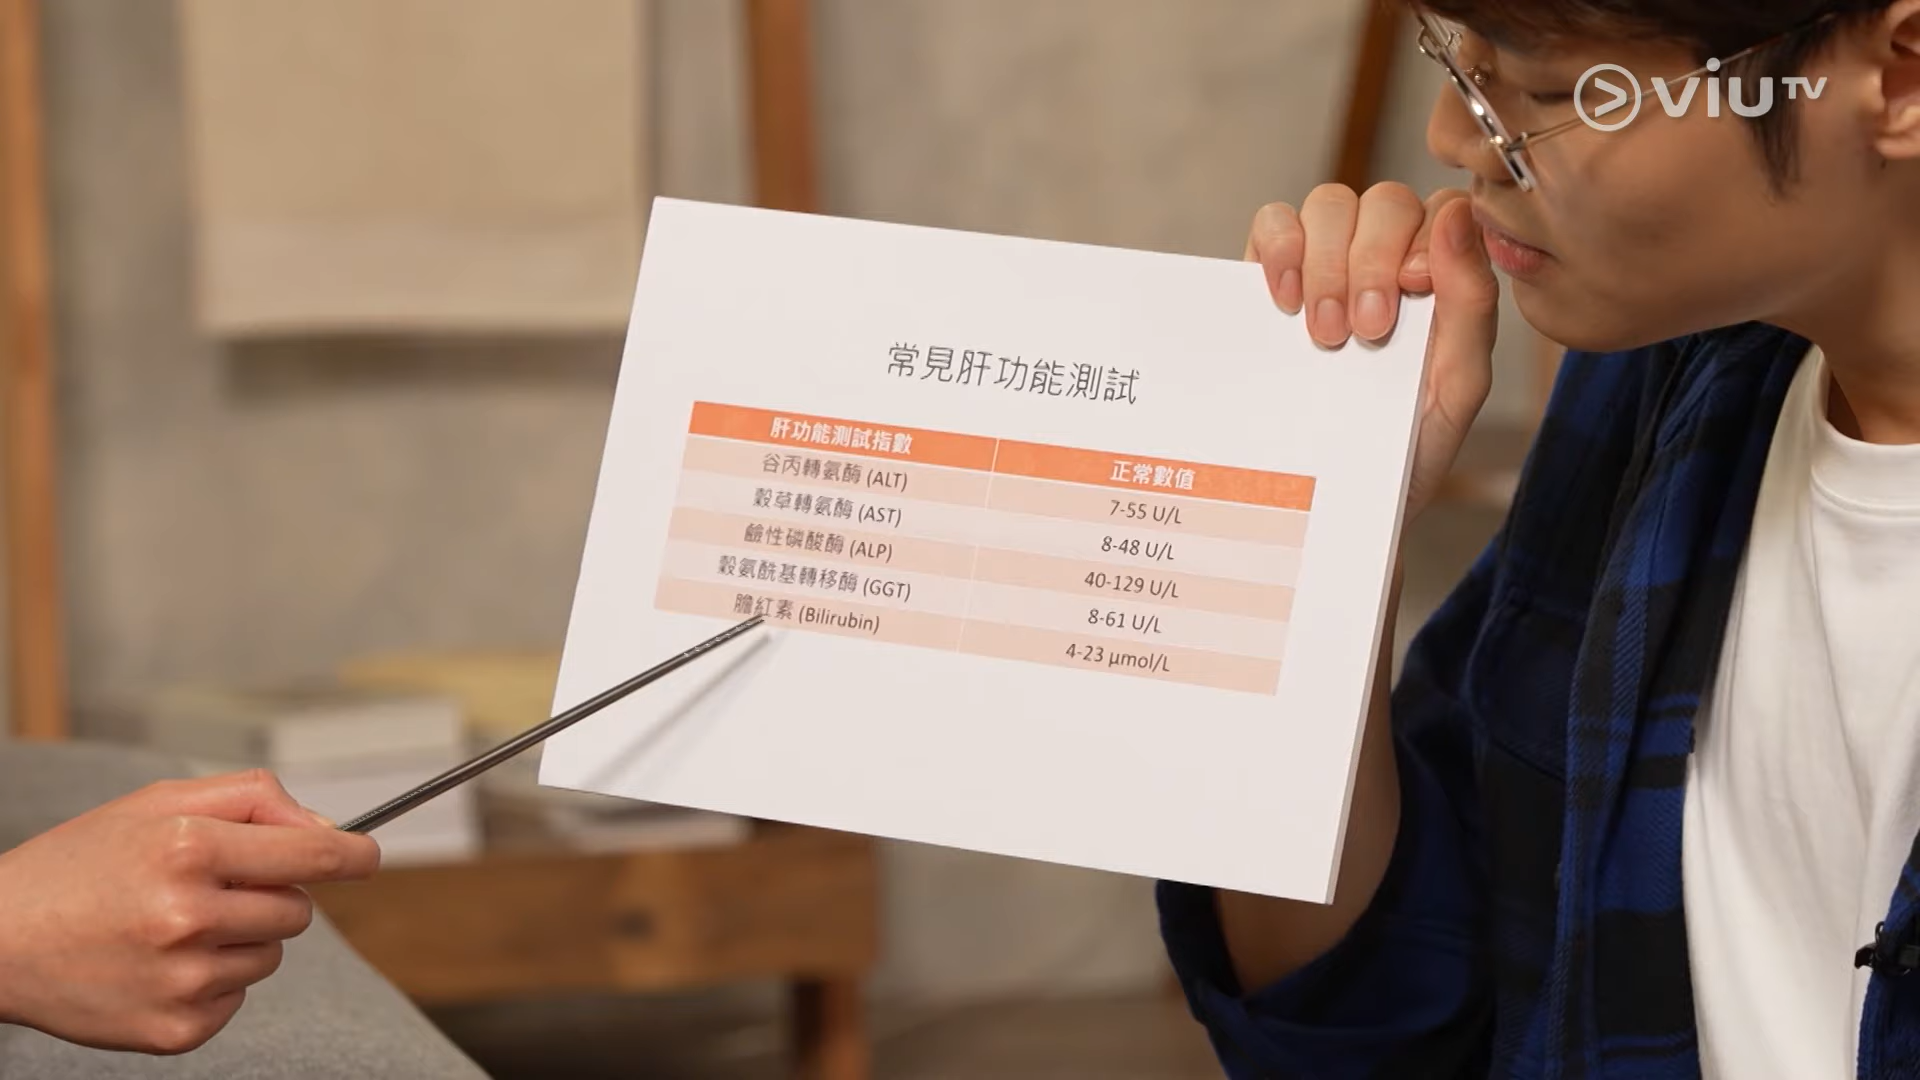 viuTV
常見肝功能測試
肝功能測試指數 正常數值
谷丙轉氨酶 (ALT) 7-55 U/L
穀草轉氨酶 (AST) 8-48 U/L
鹼性磷酸酶 (ALP) 40-129 U/L
穀氨酰基轉移酶 (GGT) 8-61 U/L
膽紅素 (Bilirubin) 4-23 μmol/L